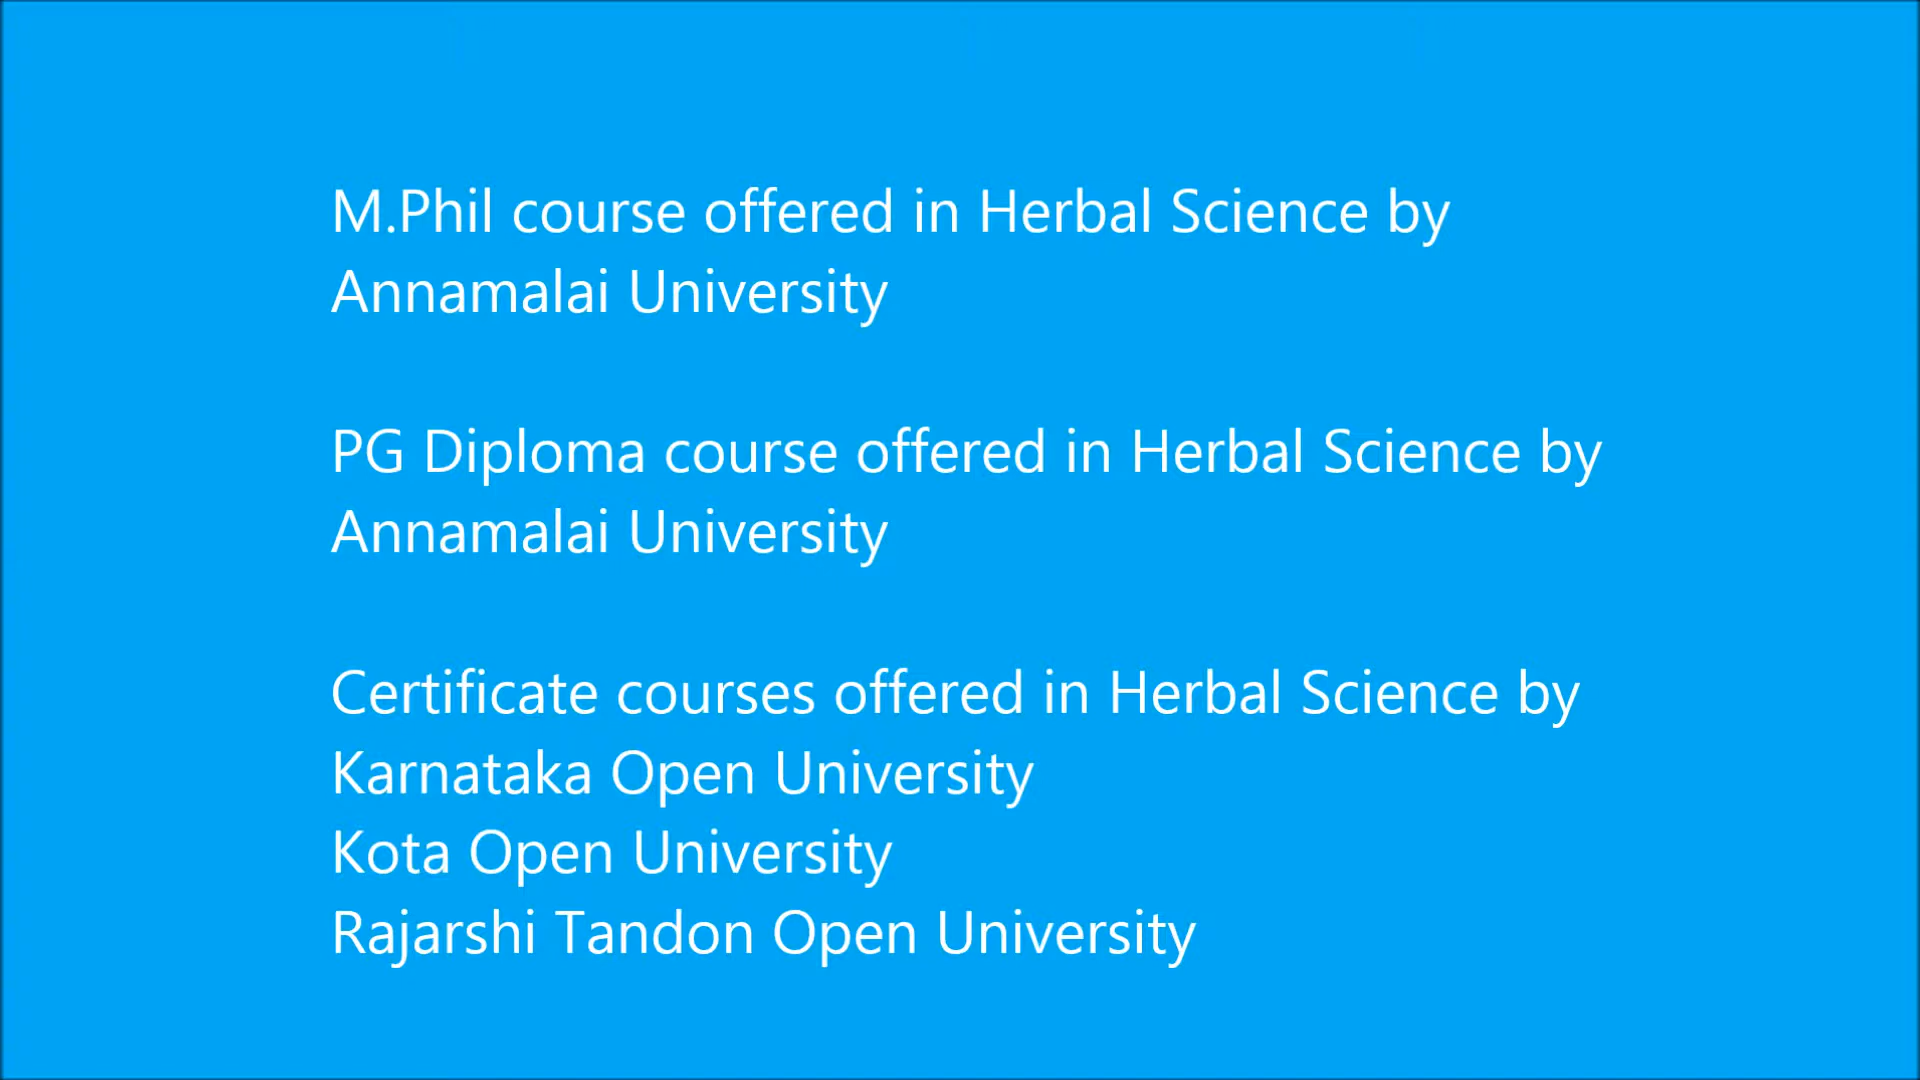 M.Phil course offered in Herbal Science by
Annamalai University
PG Diploma course offered in Herbal Science by
Annamalai University
Certificate courses offered in Herbal Science by
Karnataka Open University
Kota Open University
Rajarshi Tandon Open University